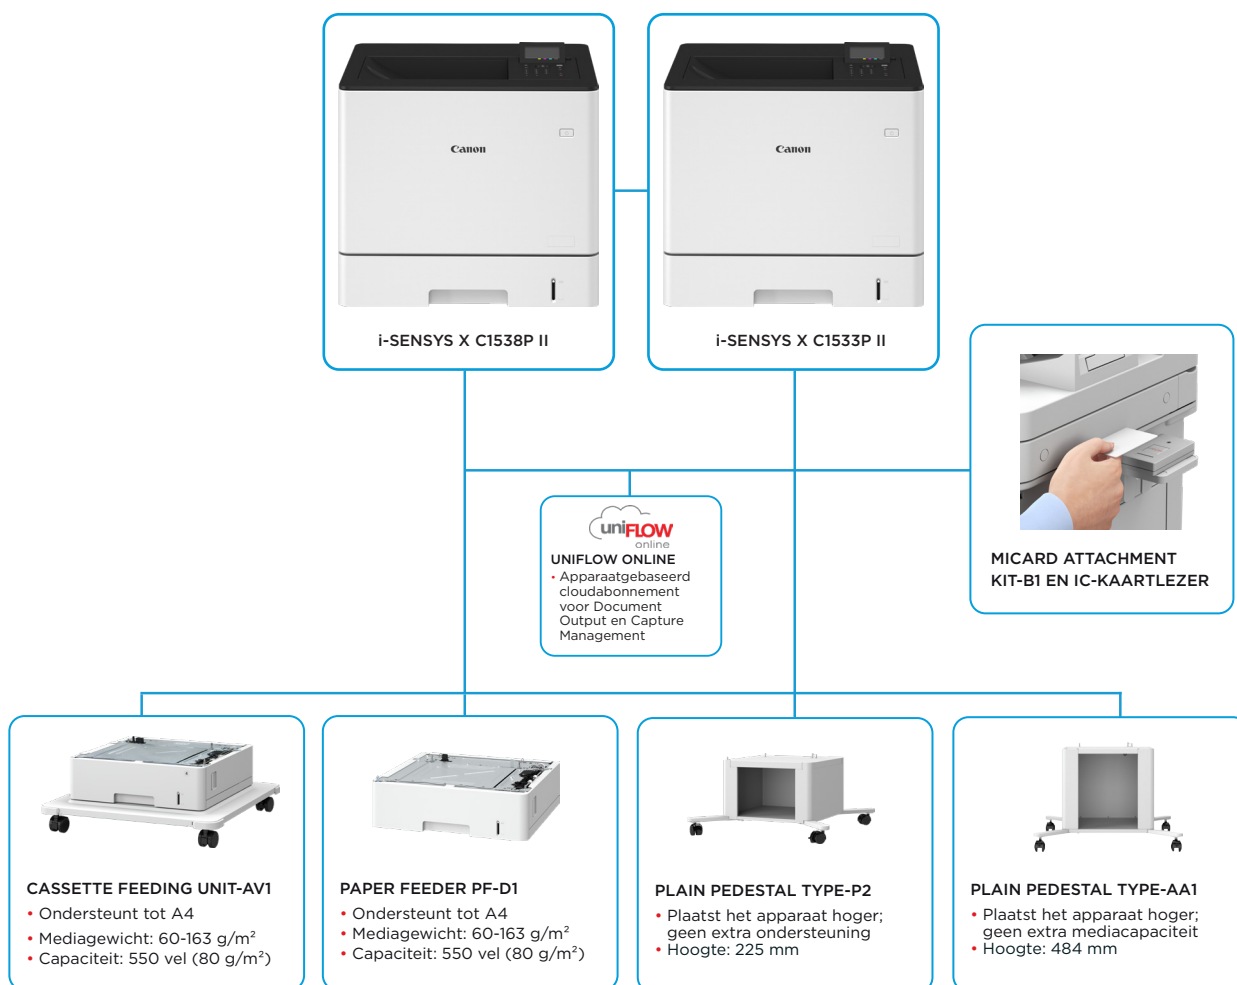 Canon
Canon
i-SENSYS X C1538P II
i-SENSYS X C1533P II
MICARD ATTACHMENT
KIT-B1 EN IC-KAARTLEZER
uniFLOW
online
UNIFLOW ONLINE
• Apparaatgebaseerd
cloudabonnement
voor Document
Output en Capture
Management
CASSETTE FEEDING UNIT-AV1
• Ondersteunt tot A4
• Mediagewicht: 60-163 g/m²
• Capaciteit: 550 vel (80 g/m²)
PAPER FEEDER PF-D1
• Ondersteunt tot A4
• Mediagewicht: 60-163 g/m²
• Capaciteit: 550 vel (80 g/m²)
PLAIN PEDESTAL TYPE-P2
• Plaatst het apparaat hoger;
geen extra ondersteuning
• Hoogte: 225 mm
PLAIN PEDESTAL TYPE-AA1
• Plaatst het apparaat hoger;
geen extra mediacapaciteit
• Hoogte: 484 mm